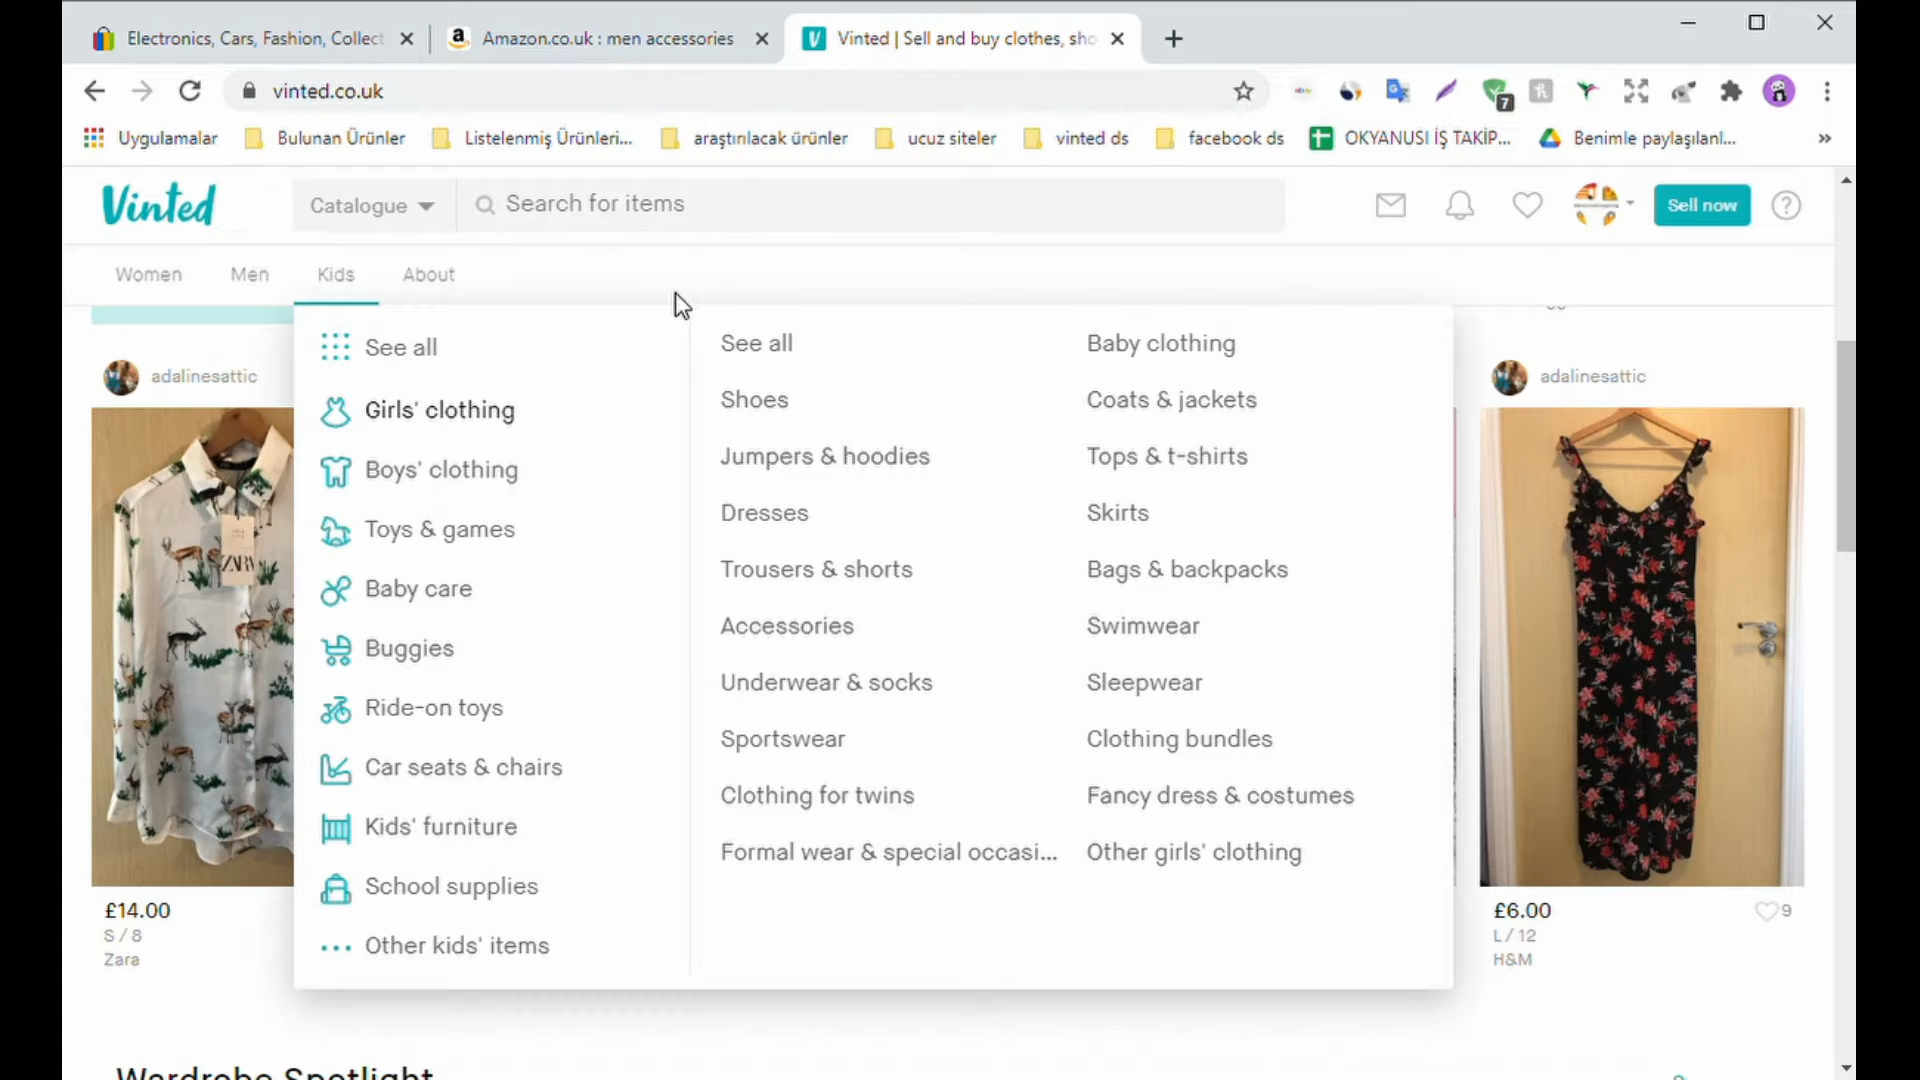 Electronics, Cars, Fashion, Collect
Amazon.co.uk : men accessories
Vinted | Sell and buy clothes, sho
vinted.co.uk
7
Uygulamalar
Bulunan Ürünler
Listelenmiş Ürünleri...
araştırılacak ürünler
ucuz siteler
vinted ds
facebook ds
OKYANUSI İŞ TAKİP...
Benimle paylaşılanl...
»
Vinted
Catalogue
Search for items
Sell now
Women
Men
Kids
About
adalinesattic
adalinesattic
See all
Girls' clothing
Boys' clothing
Toys & games
Baby care
Buggies
Ride-on toys
Car seats & chairs
Kids' furniture
School supplies
Other kids' items
See all
Shoes
Jumpers & hoodies
Dresses
Trousers & shorts
Accessories
Underwear & socks
Sportswear
Clothing for twins
Formal wear & special occasi...
Baby clothing
Coats & jackets
Tops & t-shirts
Skirts
Bags & backpacks
Swimwear
Sleepwear
Clothing bundles
Fancy dress & costumes
Other girls' clothing
ZARA
£14.00
S / 8
Zara
£6.00
9
L / 12
H&M
Wardrobe Spotlight